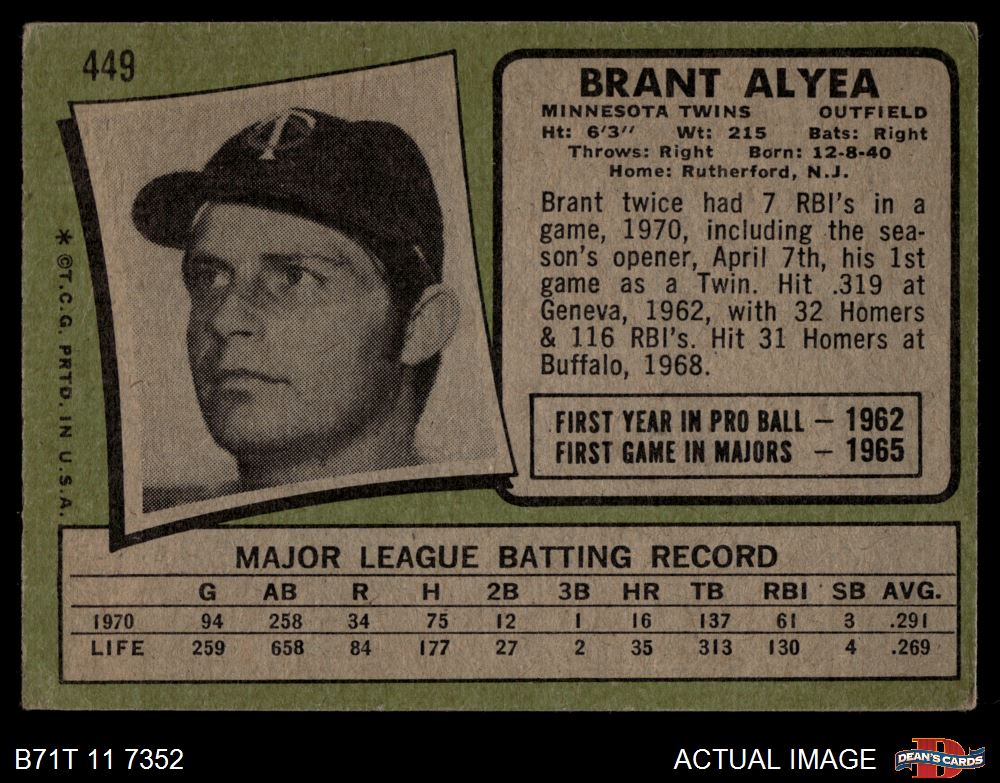 449
TC
* ©T.C.G. PRTD. IN U.S.A.
BRANT ALYEA
MINNESOTA TWINS OUTFIELD
Ht: 6'3" Wt: 215 Bats: Right
Throws: Right Born: 12-8-40
Home: Rutherford, N.J.
Brant twice had 7 RBI's in a
game, 1970, including the sea-
son's opener, April 7th, his 1st
game as a Twin. Hit .319 at
Geneva, 1962, with 32 Homers
& 116 RBI's. Hit 31 Homers at
Buffalo, 1968.
FIRST YEAR IN PRO BALL — 1962
FIRST GAME IN MAJORS — 1965
MAJOR LEAGUE BATTING RECORD
G AB R H 2B 3B HR TB RBI SB AVG.
1970 94 258 34 75 12 1 16 137 61 3 .291
LIFE 259 658 84 177 27 2 35 313 130 4 .269
B71T 11 7352
ACTUAL IMAGE
D
DEAN'S CARDS